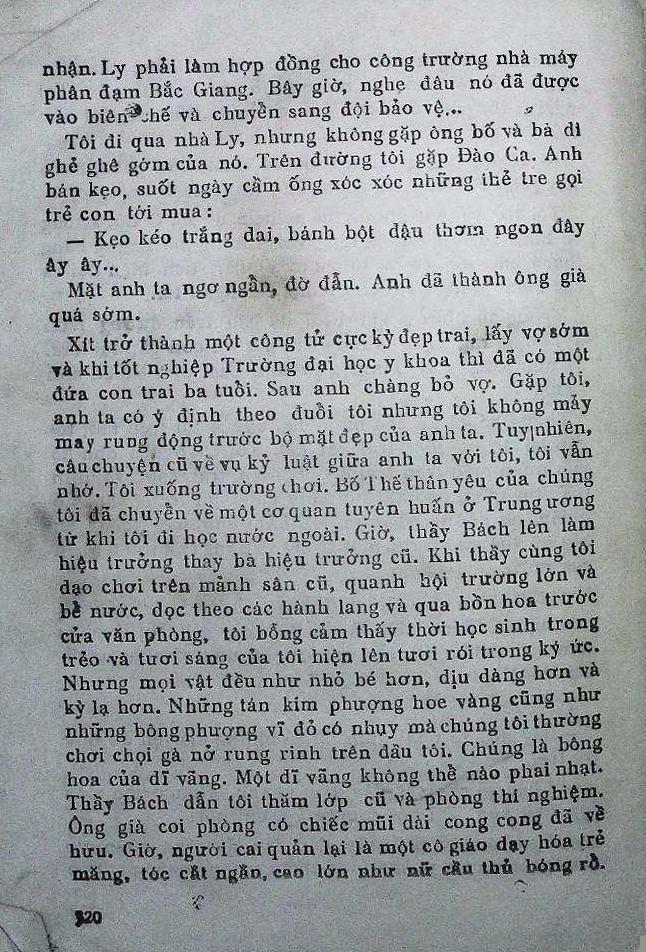 nhận. Ly phải làm hợp đồng cho công trường nhà máy
phân đạm Bắc Giang. Bây giờ, nghe đâu nó đã được
vào biên chế và chuyển sang đội bảo vệ...
Tôi đi qua nhà Ly, nhưng không gặp ông bố và bà dì
ghẻ ghê gớm của nó. Trên đường tôi gặp Đào Ca. Anh
bán kẹo, suốt ngày cầm ống xóc xóc những thẻ tre gọi
trẻ con tới mua :
— Kẹo kéo trắng dai, bánh bột đậu thơm ngon đây
ây ây...
Mặt anh ta ngơ ngần, đờ đẫn. Anh đã thành ông già
quá sớm.
Xít trở thành một công tử cực kỳ đẹp trai, lấy vợ sớm
và khi tốt nghiệp Trường đại học y khoa thì đã có một
đứa con trai ba tuổi. Sau anh chàng bỏ vợ. Gặp tôi,
anh ta có ý định theo đuổi tôi nhưng tôi không mảy
may rung động trước bộ mặt đẹp của anh ta. Tuy nhiên,
câu chuyện cũ về vụ kỷ luật giữa anh ta với tôi, tôi vẫn
nhớ. Tôi xuống trường chơi. Bố Thế thân yêu của chúng
tôi đã chuyển về một cơ quan tuyên huấn ở Trung ương
từ khi tôi đi học nước ngoài. Giờ, thầy Bách lên làm
hiệu trưởng thay bà hiệu trưởng cũ. Khi thầy cùng tôi
dạo chơi trên mảnh sân cũ, quanh hội trường lớn và
bể nước, dọc theo các hành lang và qua bồn hoa trước
cửa văn phòng, tôi bỗng cảm thấy thời học sinh trong
trẻo và tươi sáng của tôi hiện lên tươi rói trong ký ức.
Nhưng mọi vật đều như nhỏ bé hơn, dịu dàng hơn và
kỳ lạ hơn. Những tán kim phượng hoe vàng cũng như
những bông phượng vĩ đỏ có nhụy mà chúng tôi thường
chơi chọi gà nở rung rinh trên đầu tôi. Chúng là bông
hoa của dĩ vãng. Một dĩ vãng không thể nào phai nhạt.
Thầy Bách dẫn tôi thăm lớp cũ và phòng thí nghiệm.
Ông già coi phòng có chiếc mũi dài cong cong đã về
hưu. Giờ, người cai quản lại là một cô giáo dạy hóa trẻ
măng, tóc cắt ngắn, cao lớn như nữ cầu thủ bóng rổ.
320